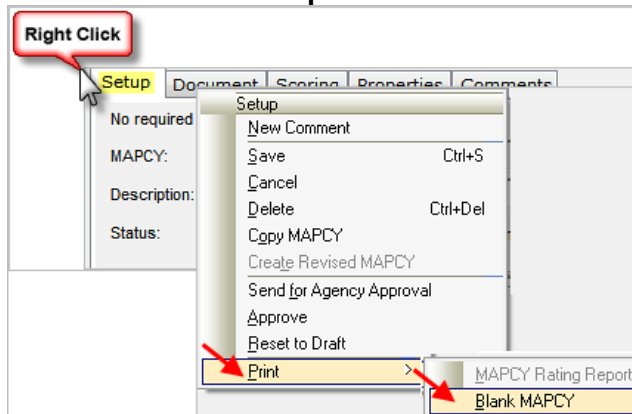 Right Click
Setup Document Scoring Properties Comments
Setup
No required
New Comment
MAPCY:
Save Ctrl+S
Cancel
Description:
Delete Ctrl+Del
Status:
Copy MAPCY
Create Revised MAPCY
Send for Agency Approval
Approve
Reset to Draft
Print >
MAPCY Rating Report
Blank MAPCY